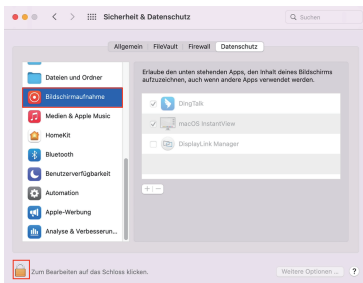 Sicherheit & Datenschutz
Suchen
Allgemein FileVault Firewall Datenschutz
Dateien und Ordner
Bildschirmaufnahme
Medien & Apple Music
HomeKit
Bluetooth
Benutzerverfügbarkeit
Automation
Apple-Werbung
Analyse & Verbesserun...
Erlaube den unten stehenden Apps, den Inhalt deines Bildschirms
aufzuzeichnen, auch wenn andere Apps verwendet werden.
DingTalk
macOS InstantView
DisplayLink Manager
+ −
Zum Bearbeiten auf das Schloss klicken.
Weitere Optionen ...
?